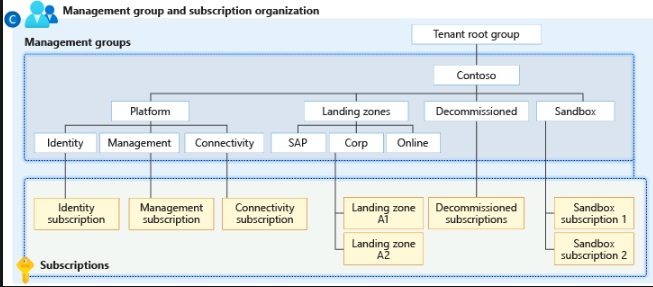 C
Management group and subscription organization
Tenant root group
Management groups
Contoso
Platform
Landing zones
Decommissioned
Sandbox
Identity
Management
Connectivity
SAP
Corp
Online
Identity
subscription
Management
subscription
Connectivity
subscription
Landing zone
A1
Decommissioned
subscriptions
Sandbox
subscription 1
Landing zone
A2
Sandbox
subscription 2
Subscriptions